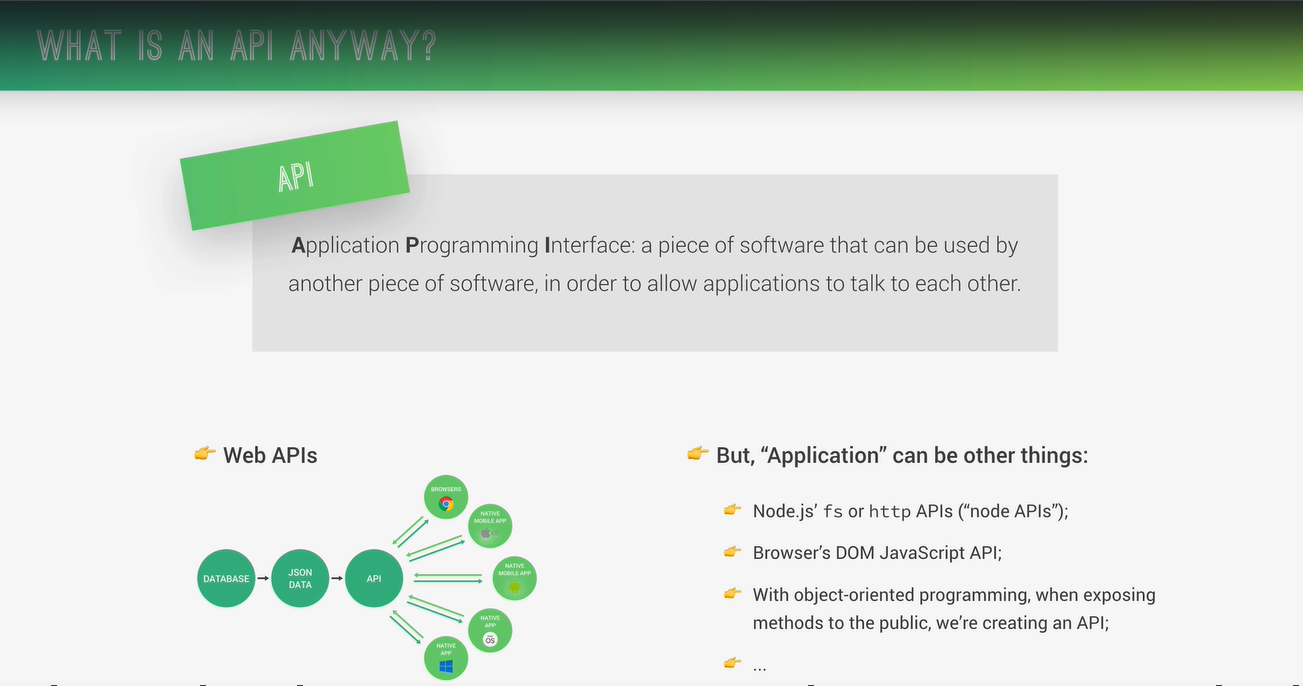 WHAT IS AN API ANYWAY?
API
Application Programming Interface: a piece of software that can be used by
another piece of software, in order to allow applications to talk to each other.
👉 Web APIs
DATABASE
JSON
DATA
API
BROWSERS
NATIVE
MOBILE APP
iOS
NATIVE
MOBILE APP
NATIVE
APP
OS
NATIVE
APP
👉 But, “Application” can be other things:
👉 Node.js’ fs or http APIs (“node APIs”);
👉 Browser’s DOM JavaScript API;
👉 With object-oriented programming, when exposing
methods to the public, we’re creating an API;
👉 ...